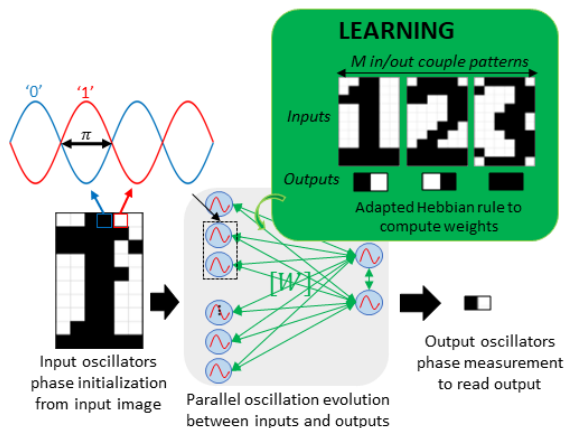 LEARNING
M in/out couple patterns
Inputs
Outputs
Adapted Hebbian rule to
compute weights
‘0’
‘1’
π
[W]
Input oscillators
phase initialization
from input image
Parallel oscillation evolution
between inputs and outputs
Output oscillators
phase measurement
to read output